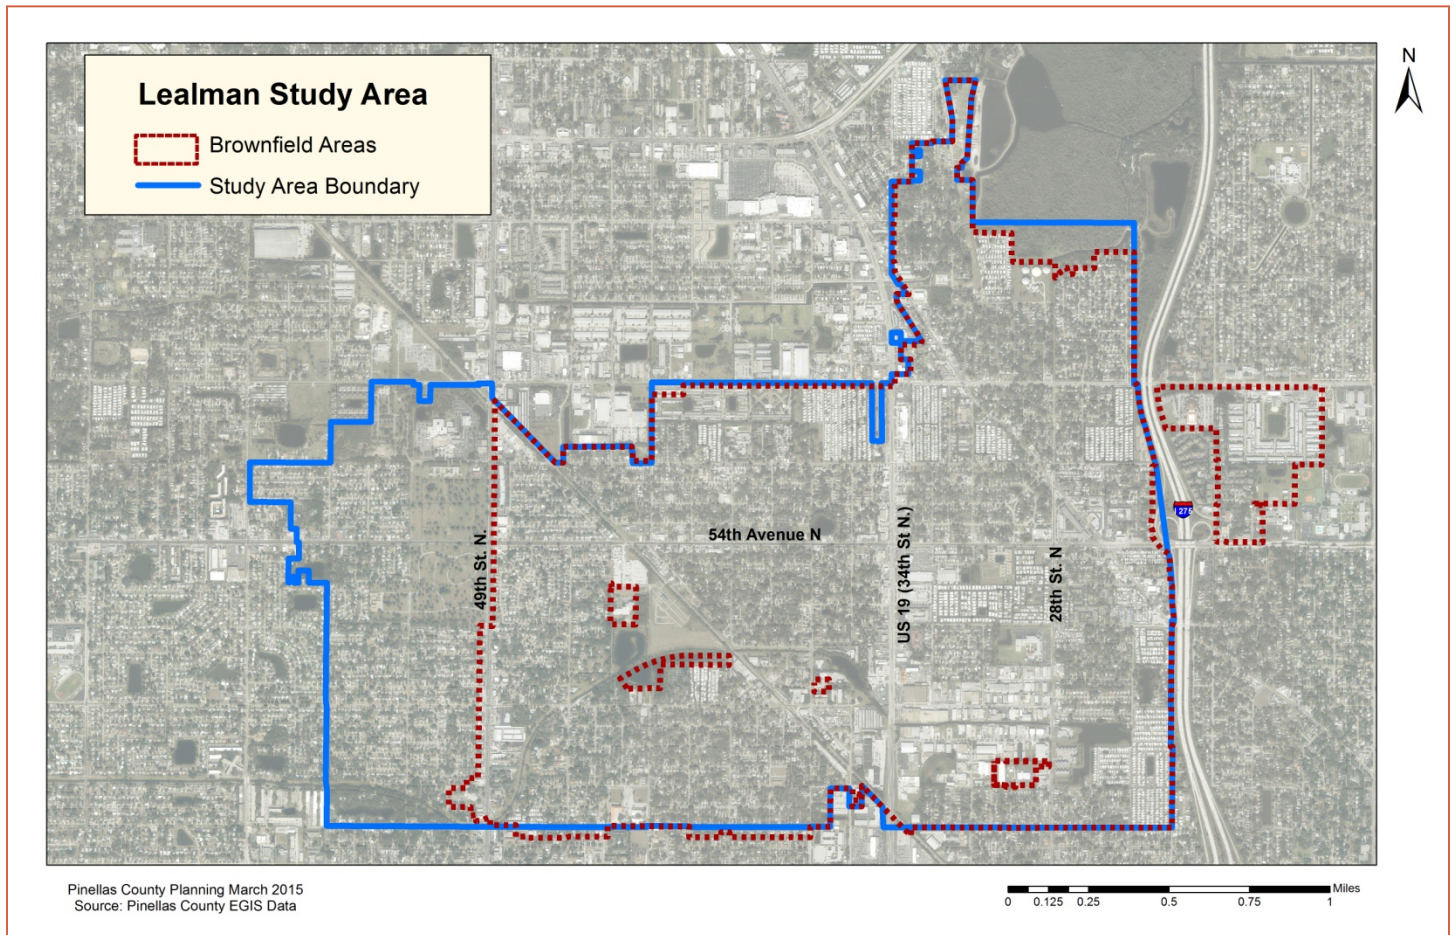 Lealman Study Area
Brownfield Areas
Study Area Boundary
N
49th St. N.
54th Avenue N
US 19 (34th St N.)
28th St. N
275
Pinellas County Planning March 2015
Source: Pinellas County EGIS Data
Miles
0 0.125 0.25 0.5 0.75 1